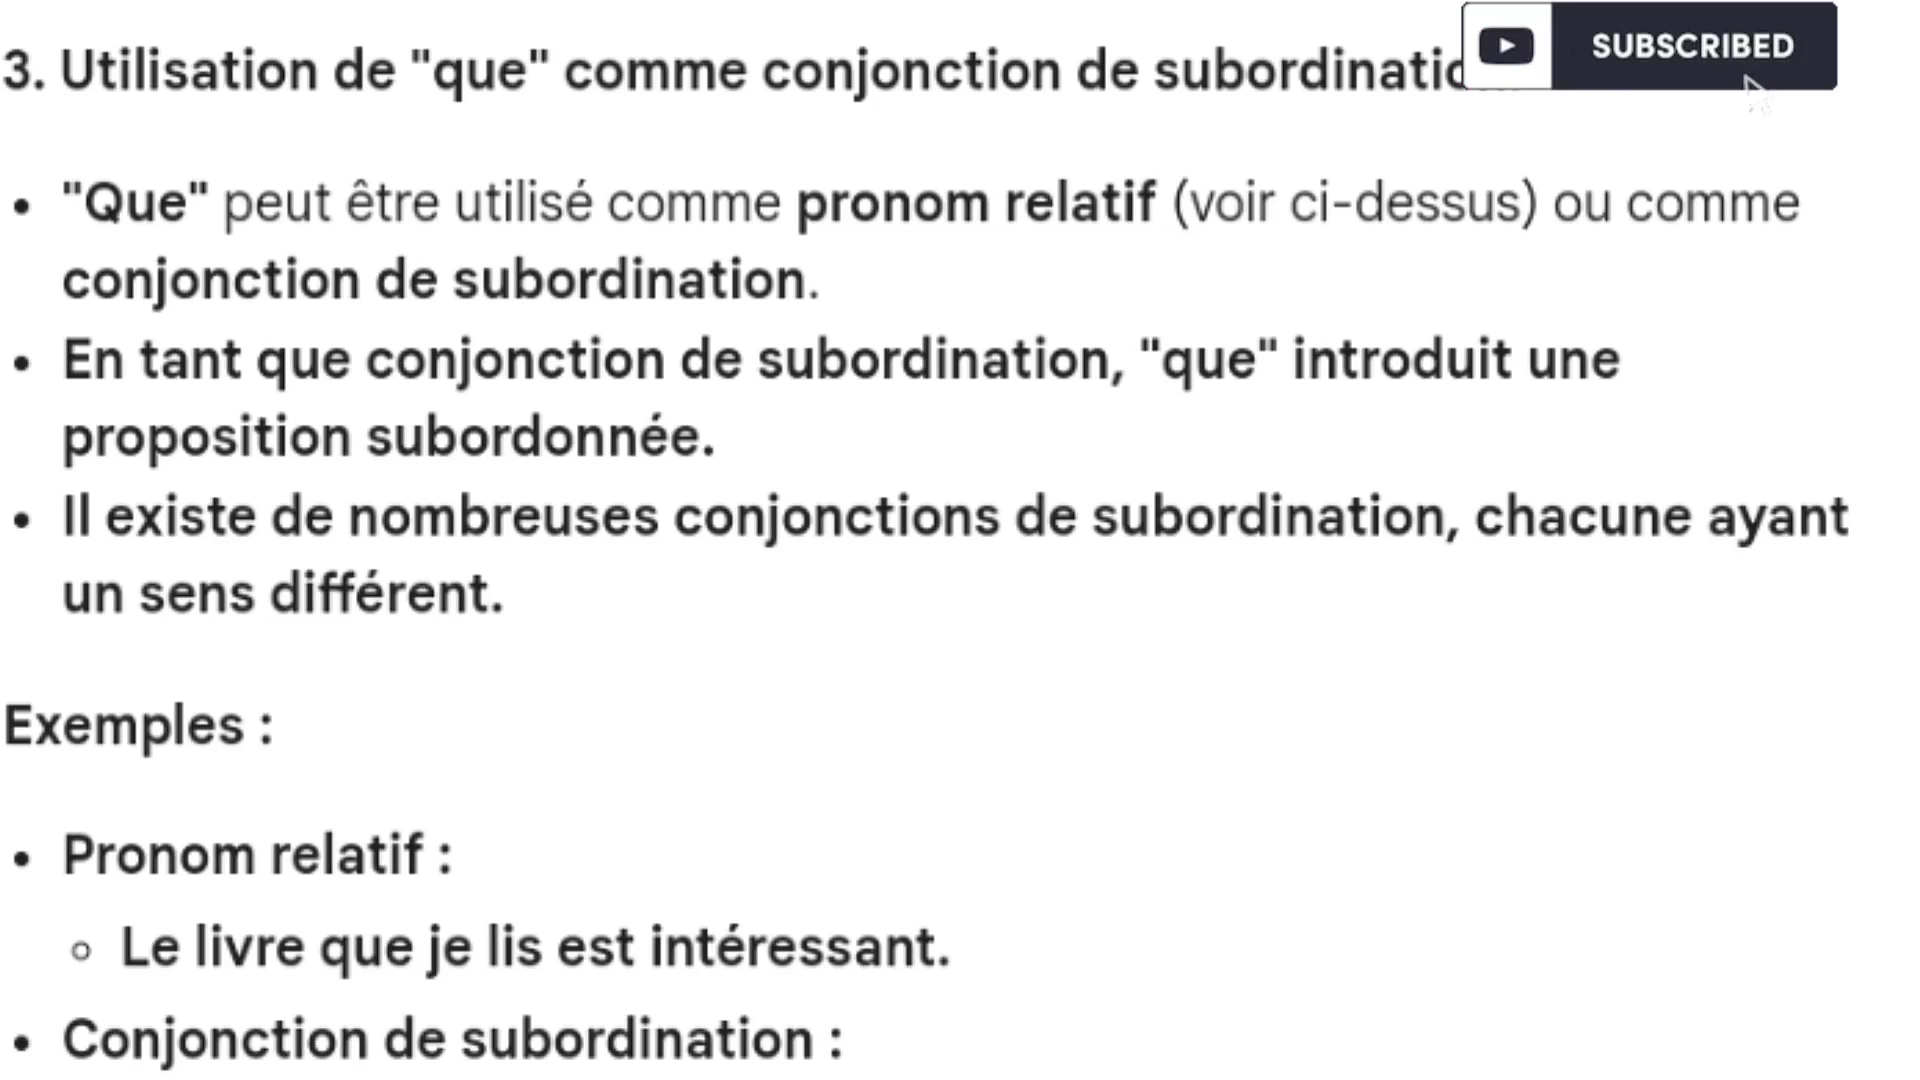 3. Utilisation de "que" comme conjonction de
SUBSCRIBED
• "Que" peut être utilisé comme pronom relatif (voir ci-dessus) ou comme
conjonction de subordination.
• En tant que conjonction de subordination, "que" introduit une
proposition subordonnée.
• Il existe de nombreuses conjonctions de subordination, chacune ayant
un sens différent.
Exemples :
• Pronom relatif :
◦ Le livre que je lis est intéressant.
• Conjonction de subordination :